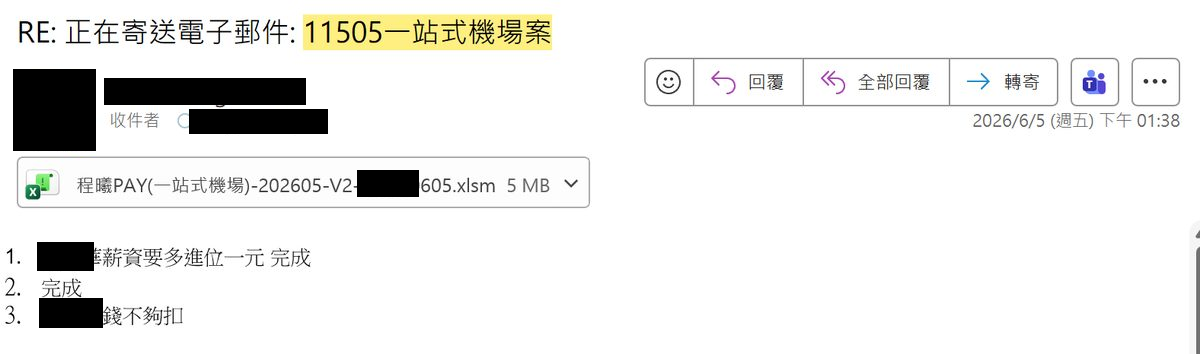 RE: 正在寄送電子郵件: 11505一站式機場案
回覆 全部回覆 轉寄
收件者
2026/6/5 (週五) 下午 01:38
程曦PAY(一站式機場)-202605-V2- 605.xlsm 5 MB
1. 薪資要多進位一元 完成
2. 完成
3. 錢不夠扣